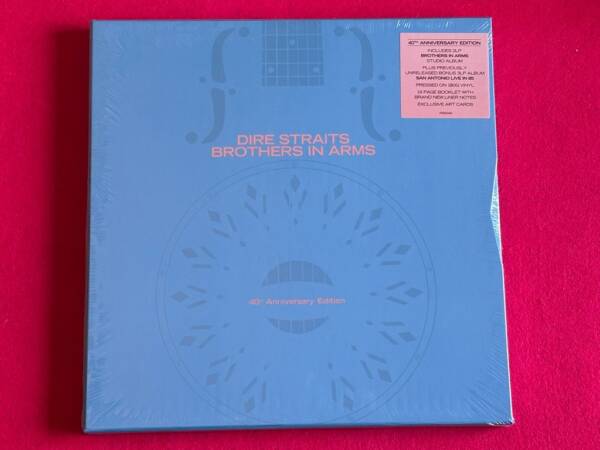 40TH ANNIVERSARY EDITION
INCLUDES 2LP
BROTHERS IN ARMS
STUDIO ALBUM
PLUS PREVIOUSLY
UNRELEASED BONUS 3LP ALBUM
SAN ANTONIO LIVE IN 85
PRESSED ON 180G VINYL
12 PAGE BOOKLET WITH
BRAND NEW LINER NOTES
EXCLUSIVE ART CARDS
DIRE STRAITS
BROTHERS IN ARMS
40TH Anniversary Edition